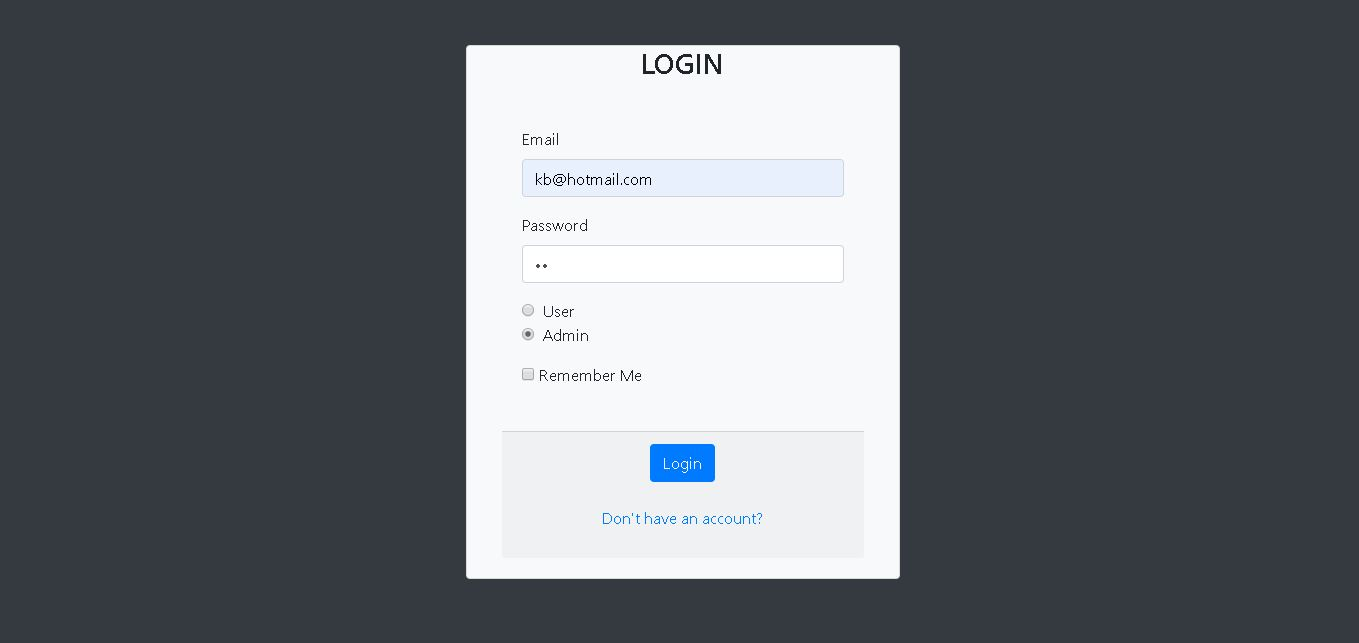 LOGIN
Email
kb@hotmail.com
Password
••
User
Admin
Remember Me
Login
Don't have an account?